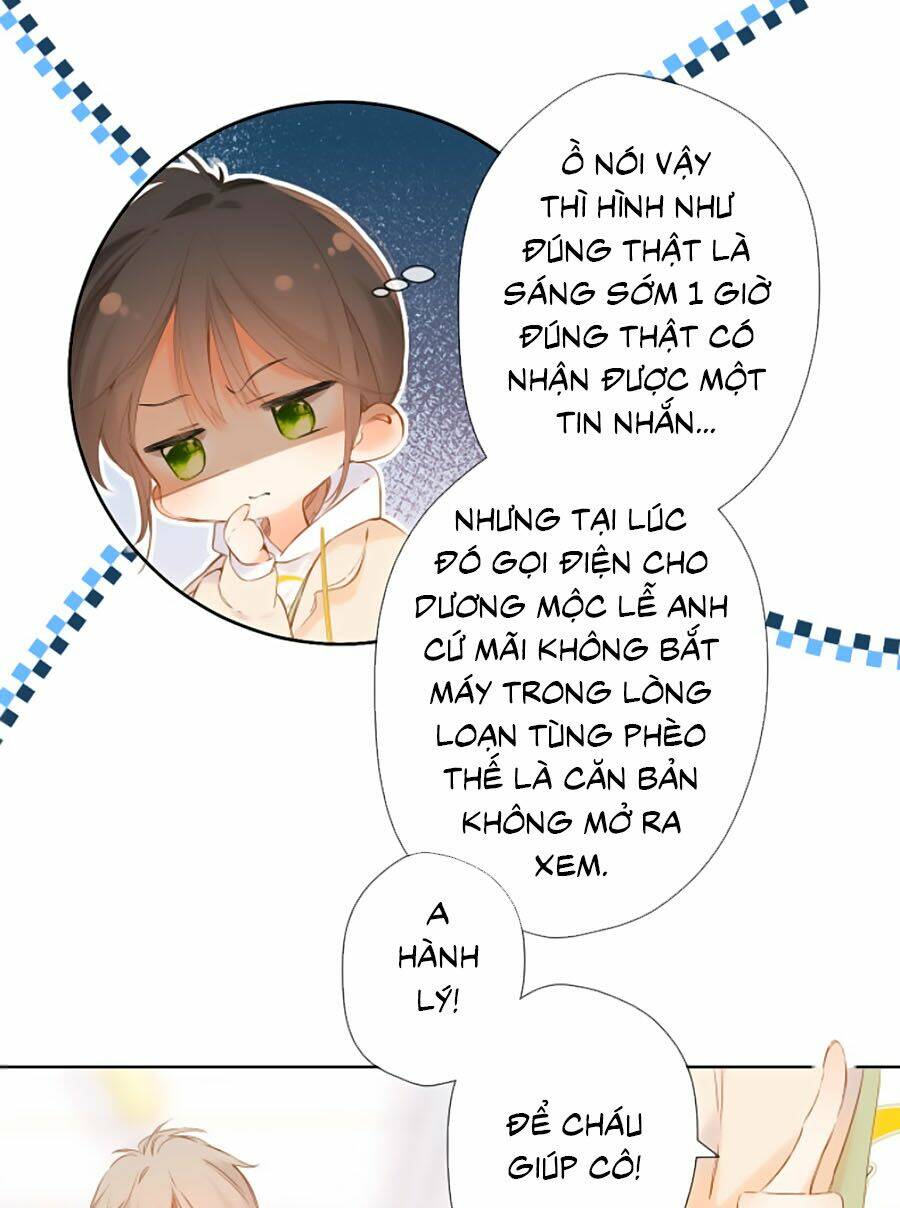 Ồ NÓI VẬY
THÌ HÌNH NHƯ
ĐÚNG THẬT LÀ
SÁNG SỚM 1 GIỜ
ĐÚNG THẬT CÓ
NHẬN ĐƯỢC MỘT
TIN NHẮN...
NHƯNG TẠI LÚC
ĐÓ GỌI ĐIỆN CHO
DƯƠNG MỘC LỄ ANH
CỨ MÃI KHÔNG BẮT
MÁY TRONG LÒNG
LOẠN TÙNG PHÈO
THẾ LÀ CĂN BẢN
KHÔNG MỞ RA
XEM.
A
HÀNH
LÝ!
ĐỂ CHÁU
GIÚP CÔ!